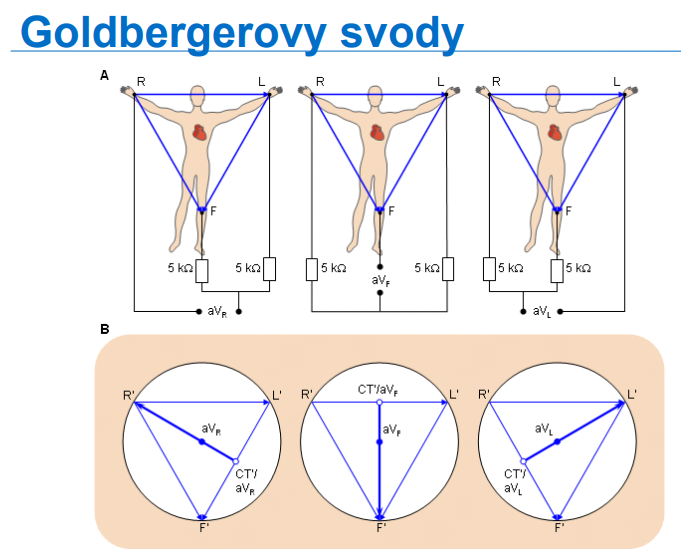 Goldbergerovy svody
A
R L R L R L
F F F
5 kΩ 5 kΩ 5 kΩ 5 kΩ 5 kΩ 5 kΩ
aVR aVF aVL
B
R' L' R' CT'/aVF L' R' L'
aVR aVF aVL
CT'/ CT'/
aVR aVL
F' F' F'